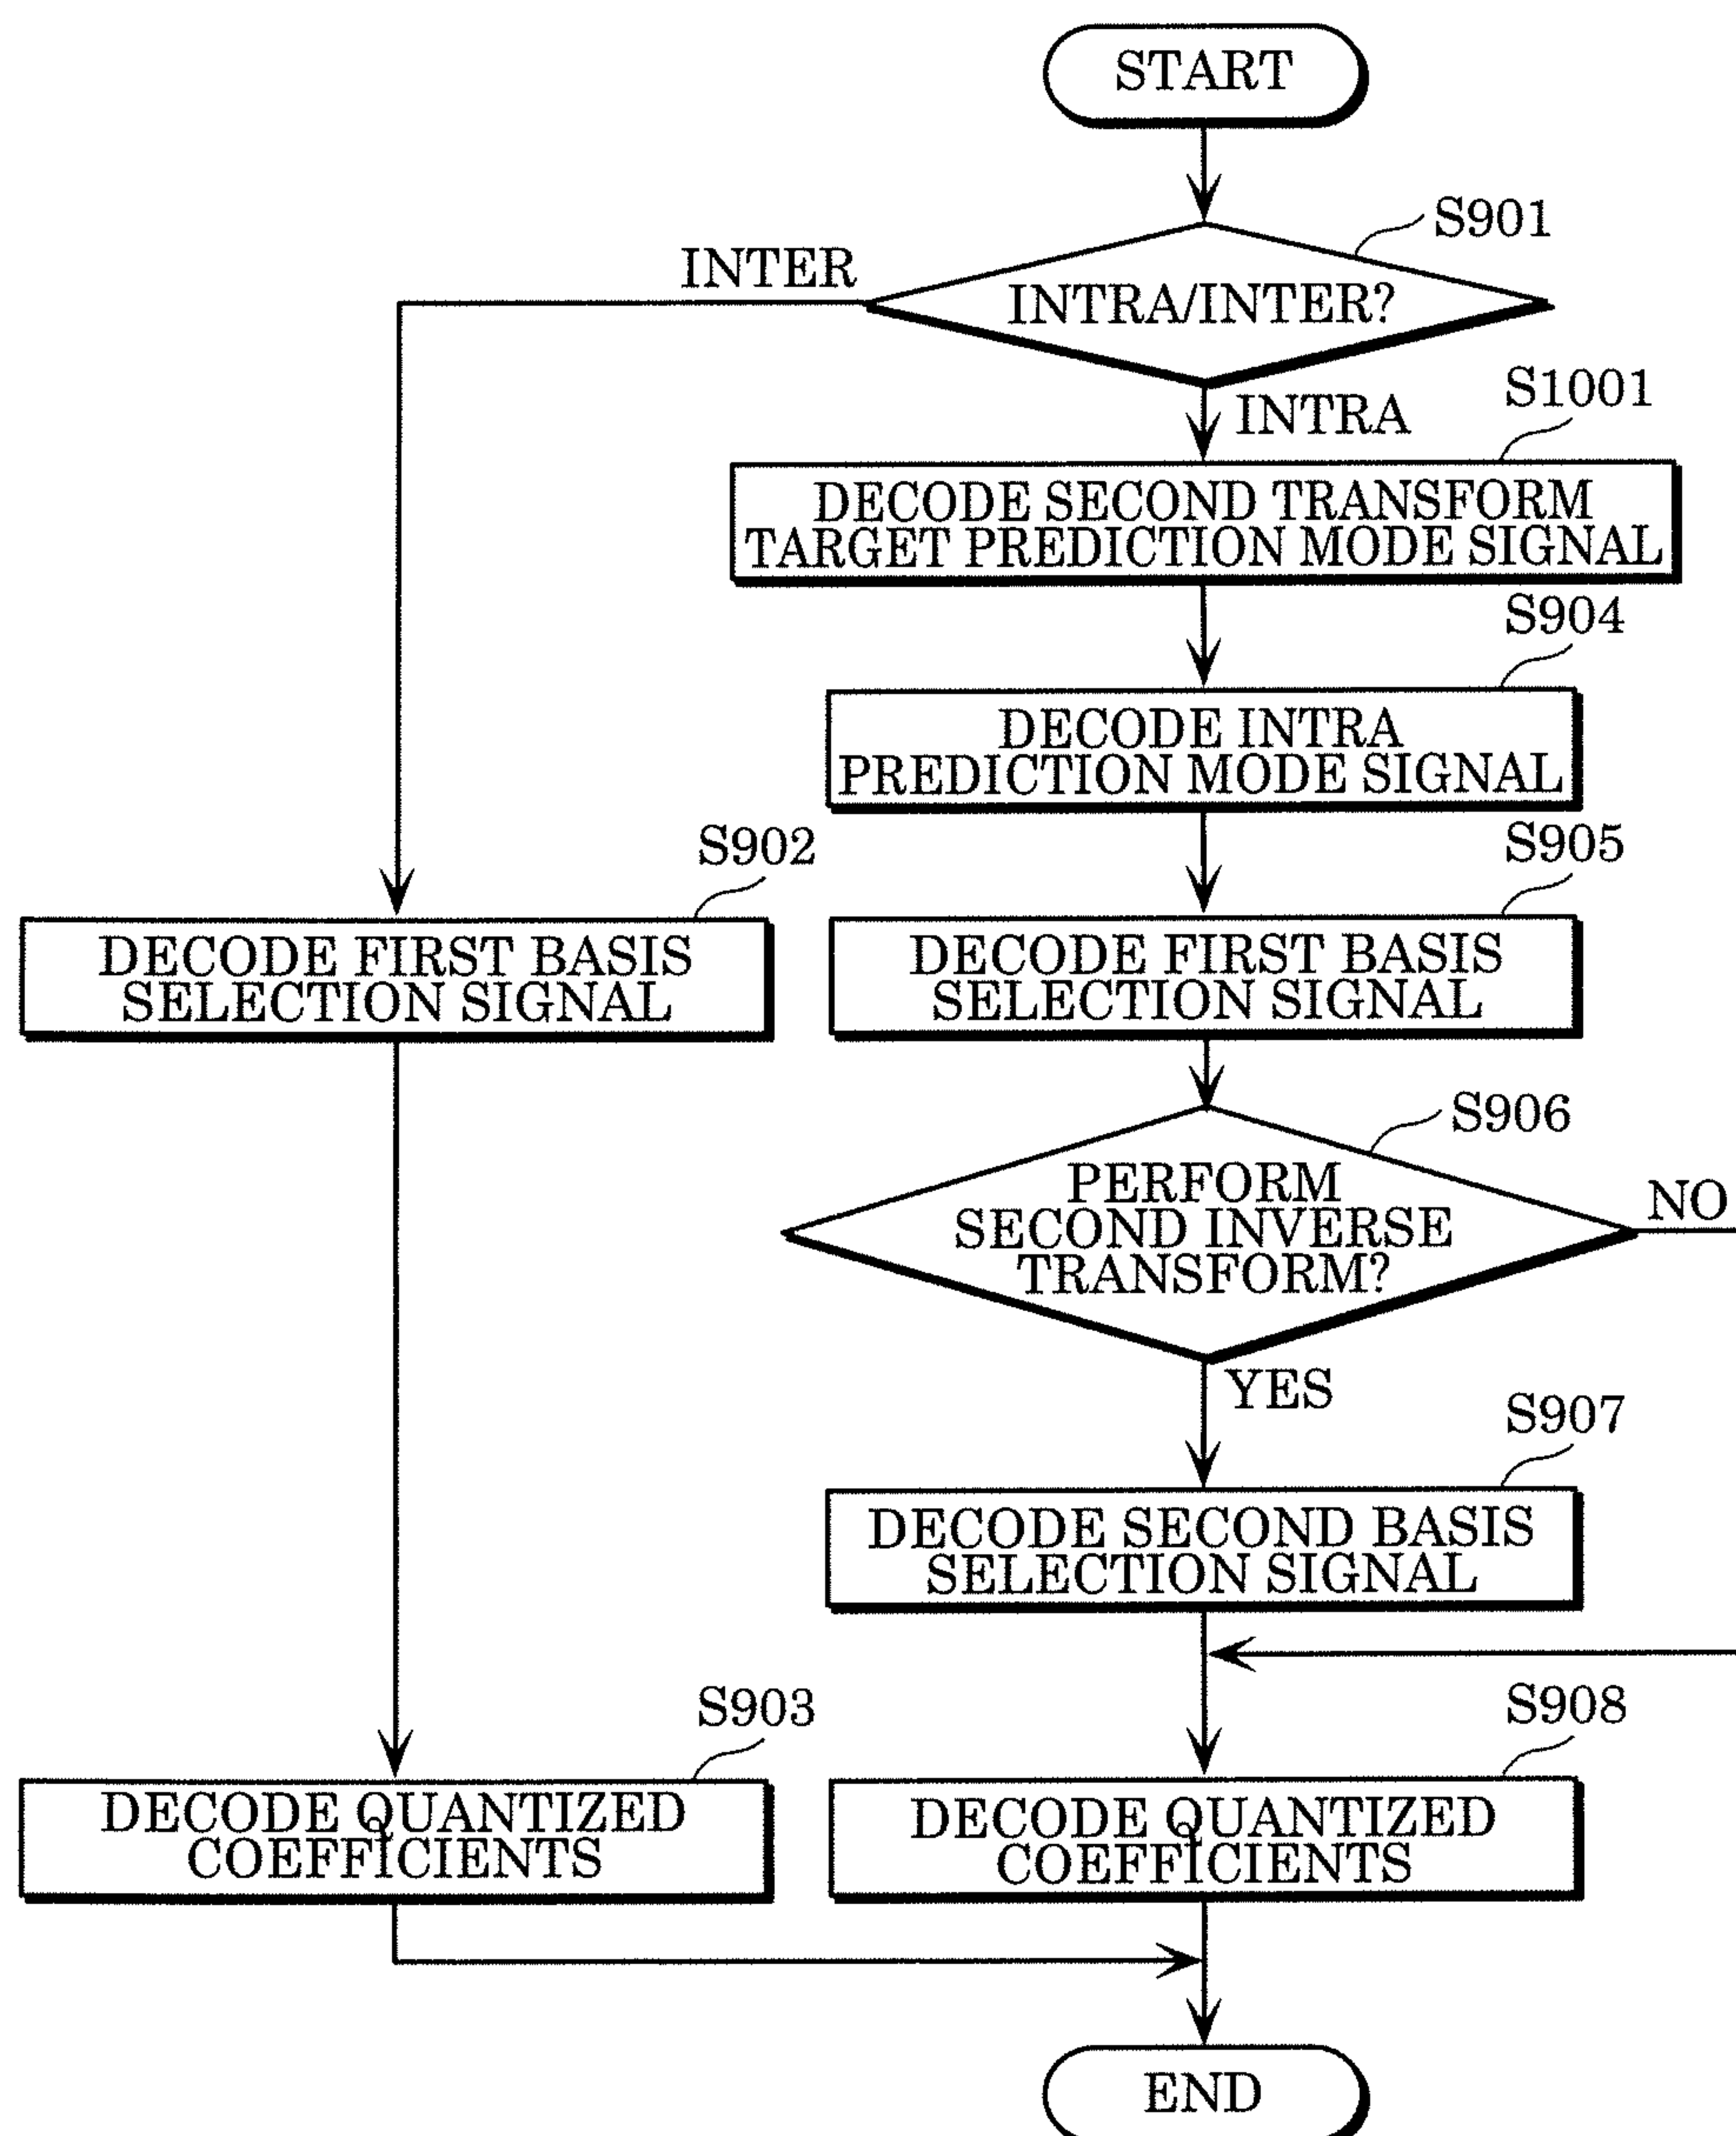 START
S901
INTER
INTRA/INTER?
S1001
INTRA
DECODE SECOND TRANSFORM
TARGET PREDICTION MODE SIGNAL
S904
DECODE INTRA
PREDICTION MODE SIGNAL
S902
S905
DECODE FIRST BASIS
SELECTION SIGNAL
DECODE FIRST BASIS
SELECTION SIGNAL
S906
PERFORM
SECOND INVERSE
TRANSFORM?
NO
YES
S907
DECODE SECOND BASIS
SELECTION SIGNAL
S903
S908
DECODE QUANTIZED
COEFFICIENTS
DECODE QUANTIZED
COEFFICIENTS
END